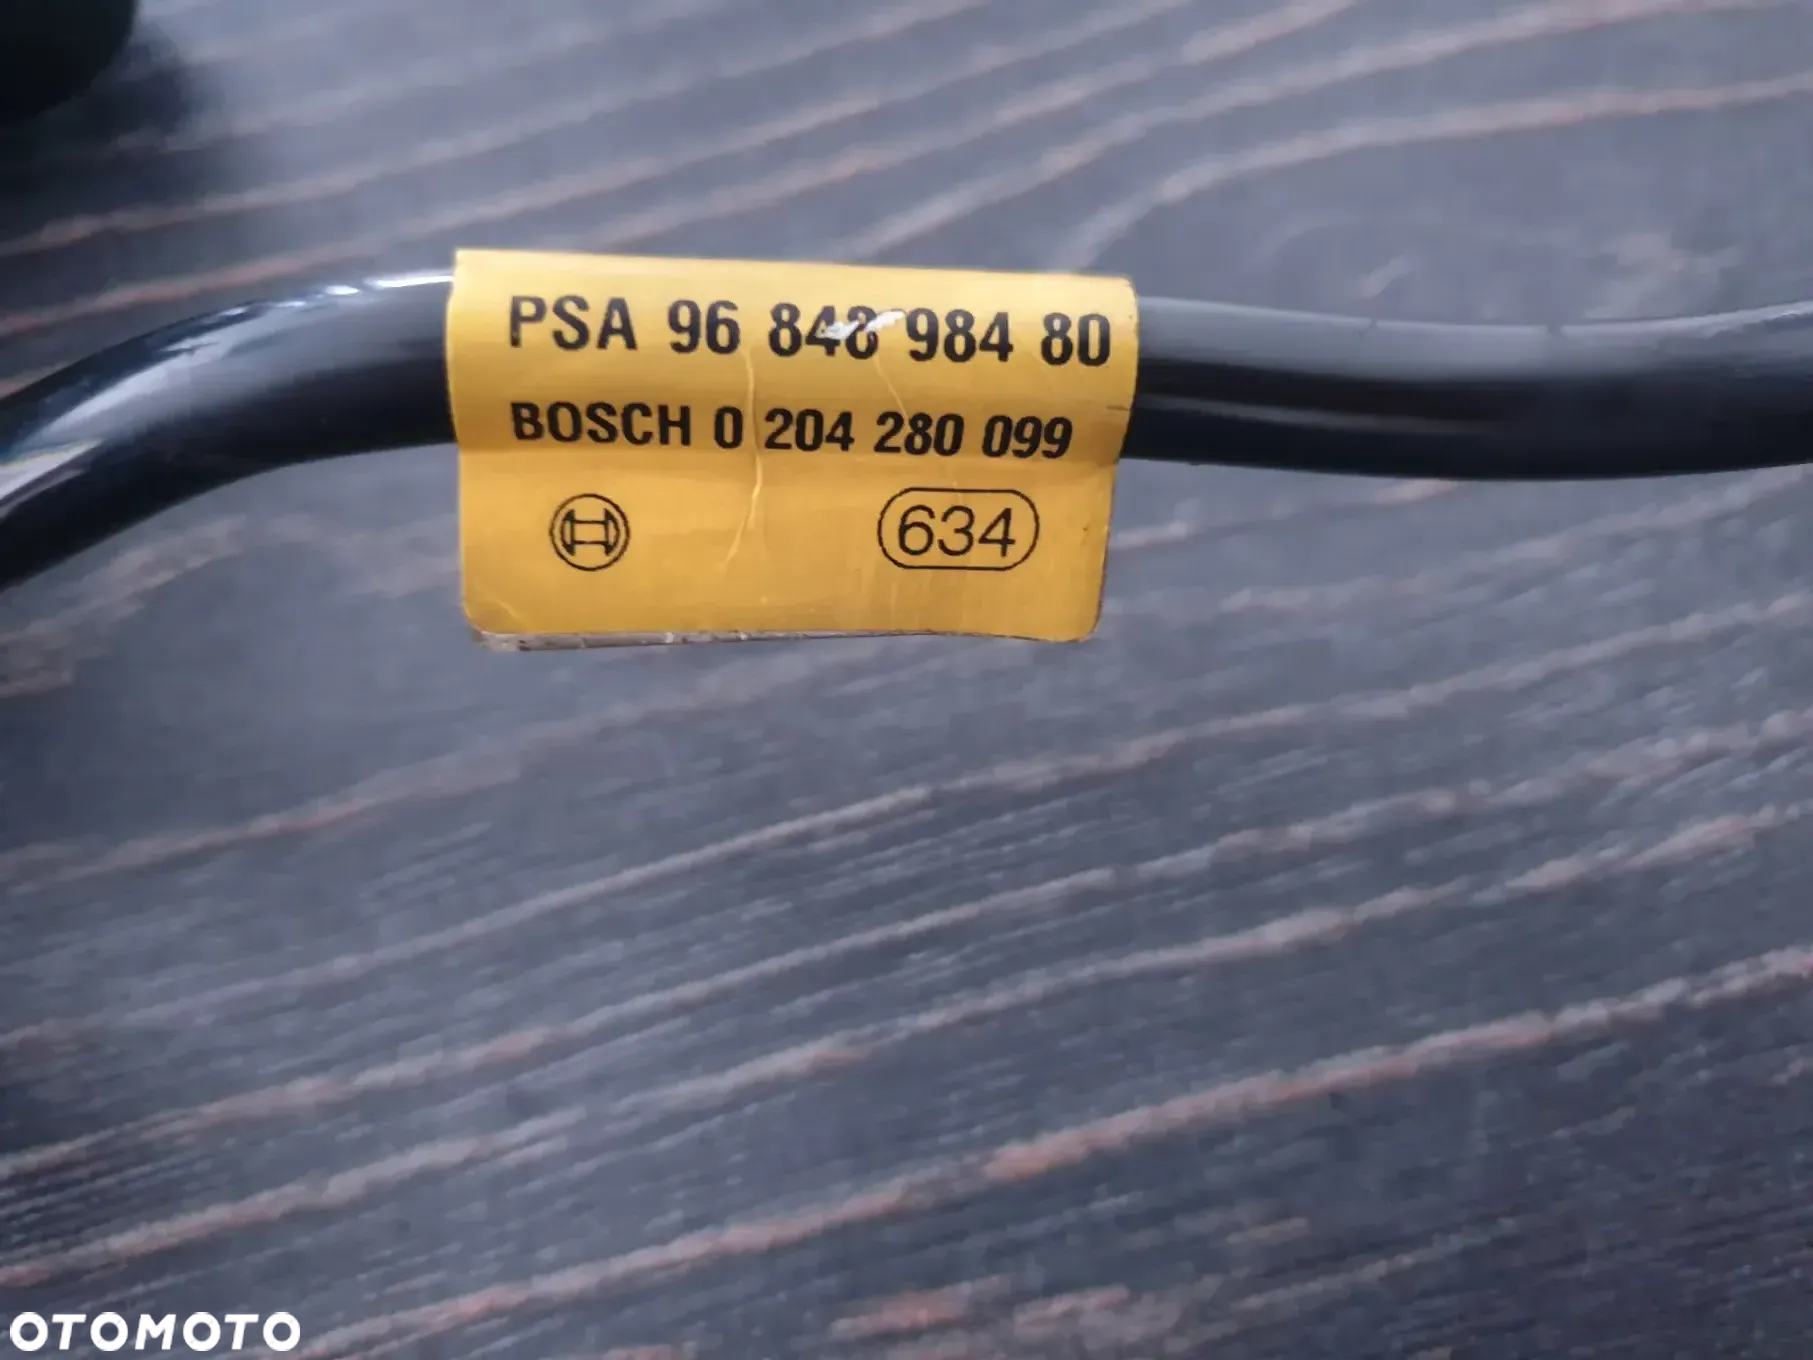 PSA 96 848 984 80
BOSCH 0 204 280 099
634
OTOMOTO